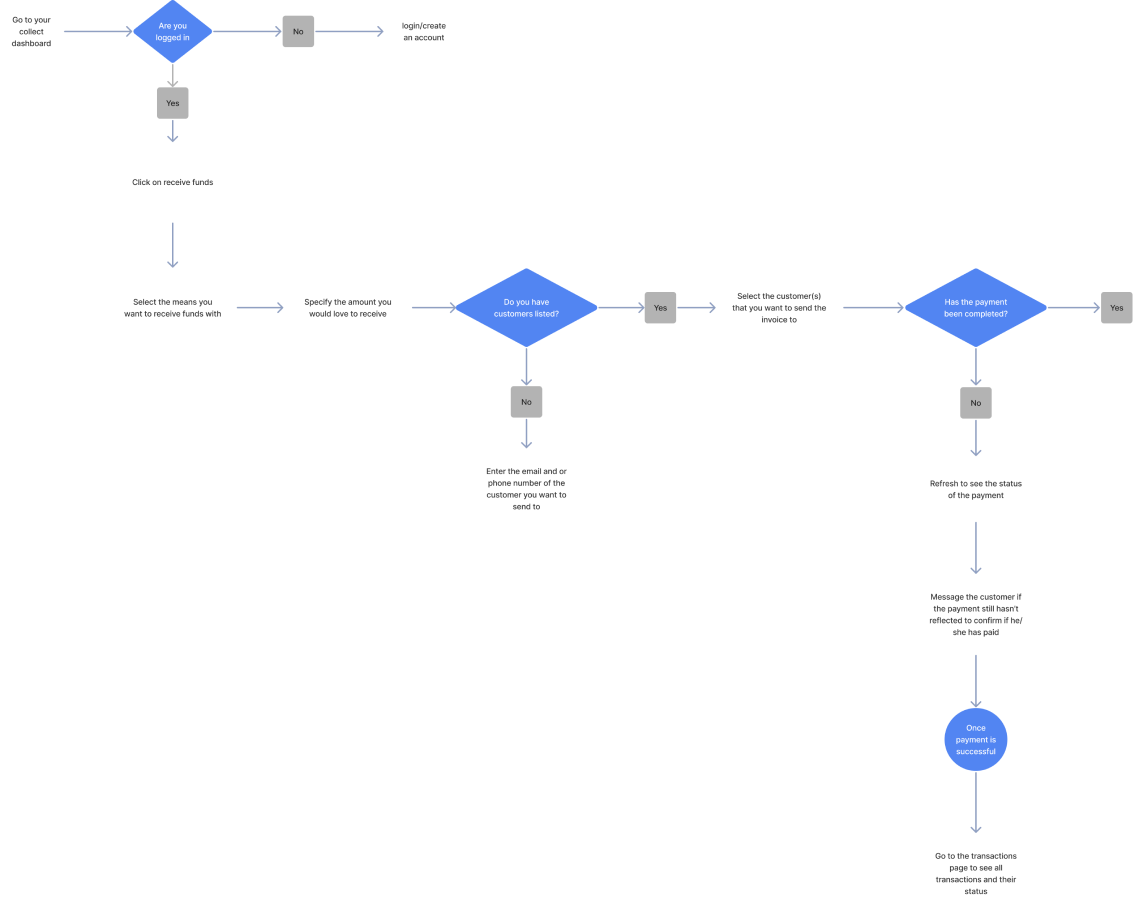 Go to your
collect
dashboard
Are you
logged in
No
login/create
an account
Yes
Click on receive funds
Select the means you
want to receive funds with
Specify the amount you
would love to receive
Do you have
customers listed?
Yes
Select the customer(s)
that you want to send the
invoice to
Has the payment
been completed?
Yes
No
Enter the email and or
phone number of the
customer you want to
send to
No
Refresh to see the status
of the payment
Message the customer if
the payment still hasn't
reflected to confirm if he/
she has paid
Once
payment is
successful
Go to the transactions
page to see all
transactions and their
status